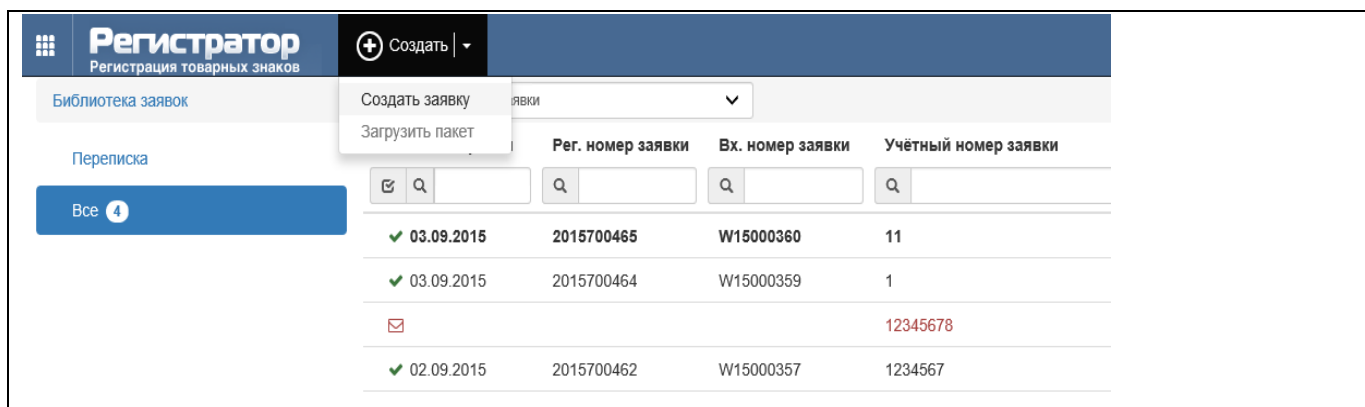 Регистратор
Регистрация товарных знаков
Создать
Библиотека заявок
Создать заявку
Загрузить пакет
Переписка
Все 4
Рег. номер заявки Вх. номер заявки Учётный номер заявки
03.09.2015 2015700465 W15000360 11
03.09.2015 2015700464 W15000359 1
12345678
02.09.2015 2015700462 W15000357 1234567